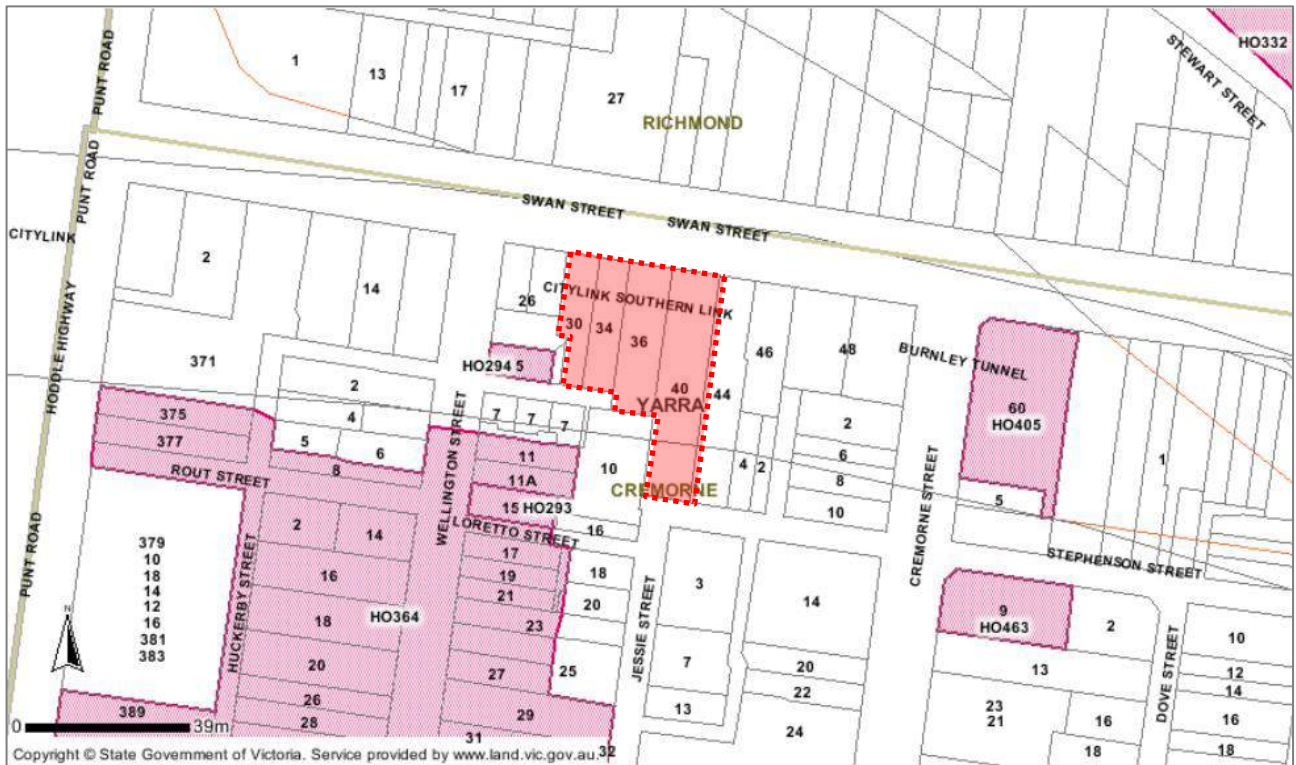 PUNT ROAD
1
13
17
27
RICHMOND
STEWART STREET
HO332
PUNT ROAD
SWAN STREET
SWAN STREET
CITYLINK
2
14
26
CITYLINK SOUTHERN LINK
30
34
36
46
48
BURNLEY TUNNEL
HODDLE HIGHWAY
371
HO294 5
2
40
44
YARRA
60
HO405
375
4
7
7
7
2
377
5
6
WELLINGTON STREET
11
10
4
2
6
1
ROUT STREET
8
11A
CREMORNE
8
5
2
14
15 HO293
16
10
CREMORNE STREET
LORETTO STREET
STEPHENSON STREET
PUNT ROAD
379
10
18
14
12
16
381
383
HUCKERBY STREET
16
17
18
3
14
19
20
JESSIE STREET
9
HO463
2
18
HO364
21
23
10
N
20
27
25
7
20
13
12
DOVE STREET
26
22
14
389
28
29
13
23
21
16
16
0
39m
31
24
18
18
Copyright © State Government of Victoria. Service provided by www.land.vic.gov.au.
32